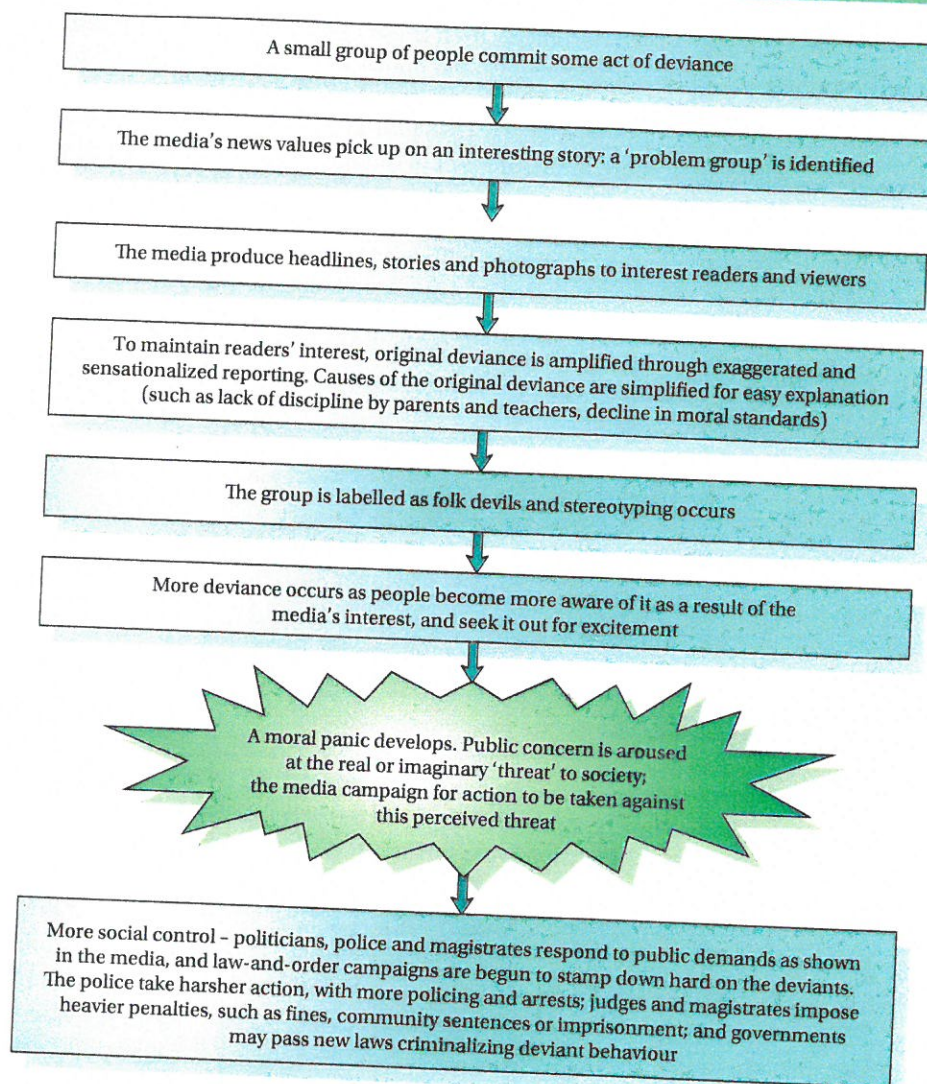 A small group of people commit some act of deviance
The media's news values pick up on an interesting story: a 'problem group' is identified
The media produce headlines, stories and photographs to interest readers and viewers
To maintain readers' interest, original deviance is amplified through exaggerated and
sensationalized reporting. Causes of the original deviance are simplified for easy explanation
(such as lack of discipline by parents and teachers, decline in moral standards)
The group is labelled as folk devils and stereotyping occurs
More deviance occurs as people become more aware of it as a result of the
media's interest, and seek it out for excitement
A moral panic develops. Public concern is aroused
at the real or imaginary 'threat' to society;
the media campaign for action to be taken against
this perceived threat
More social control – politicians, police and magistrates respond to public demands as shown
in the media, and law-and-order campaigns are begun to stamp down hard on the deviants.
The police take harsher action, with more policing and arrests; judges and magistrates impose
heavier penalties, such as fines, community sentences or imprisonment; and governments
may pass new laws criminalizing deviant behaviour